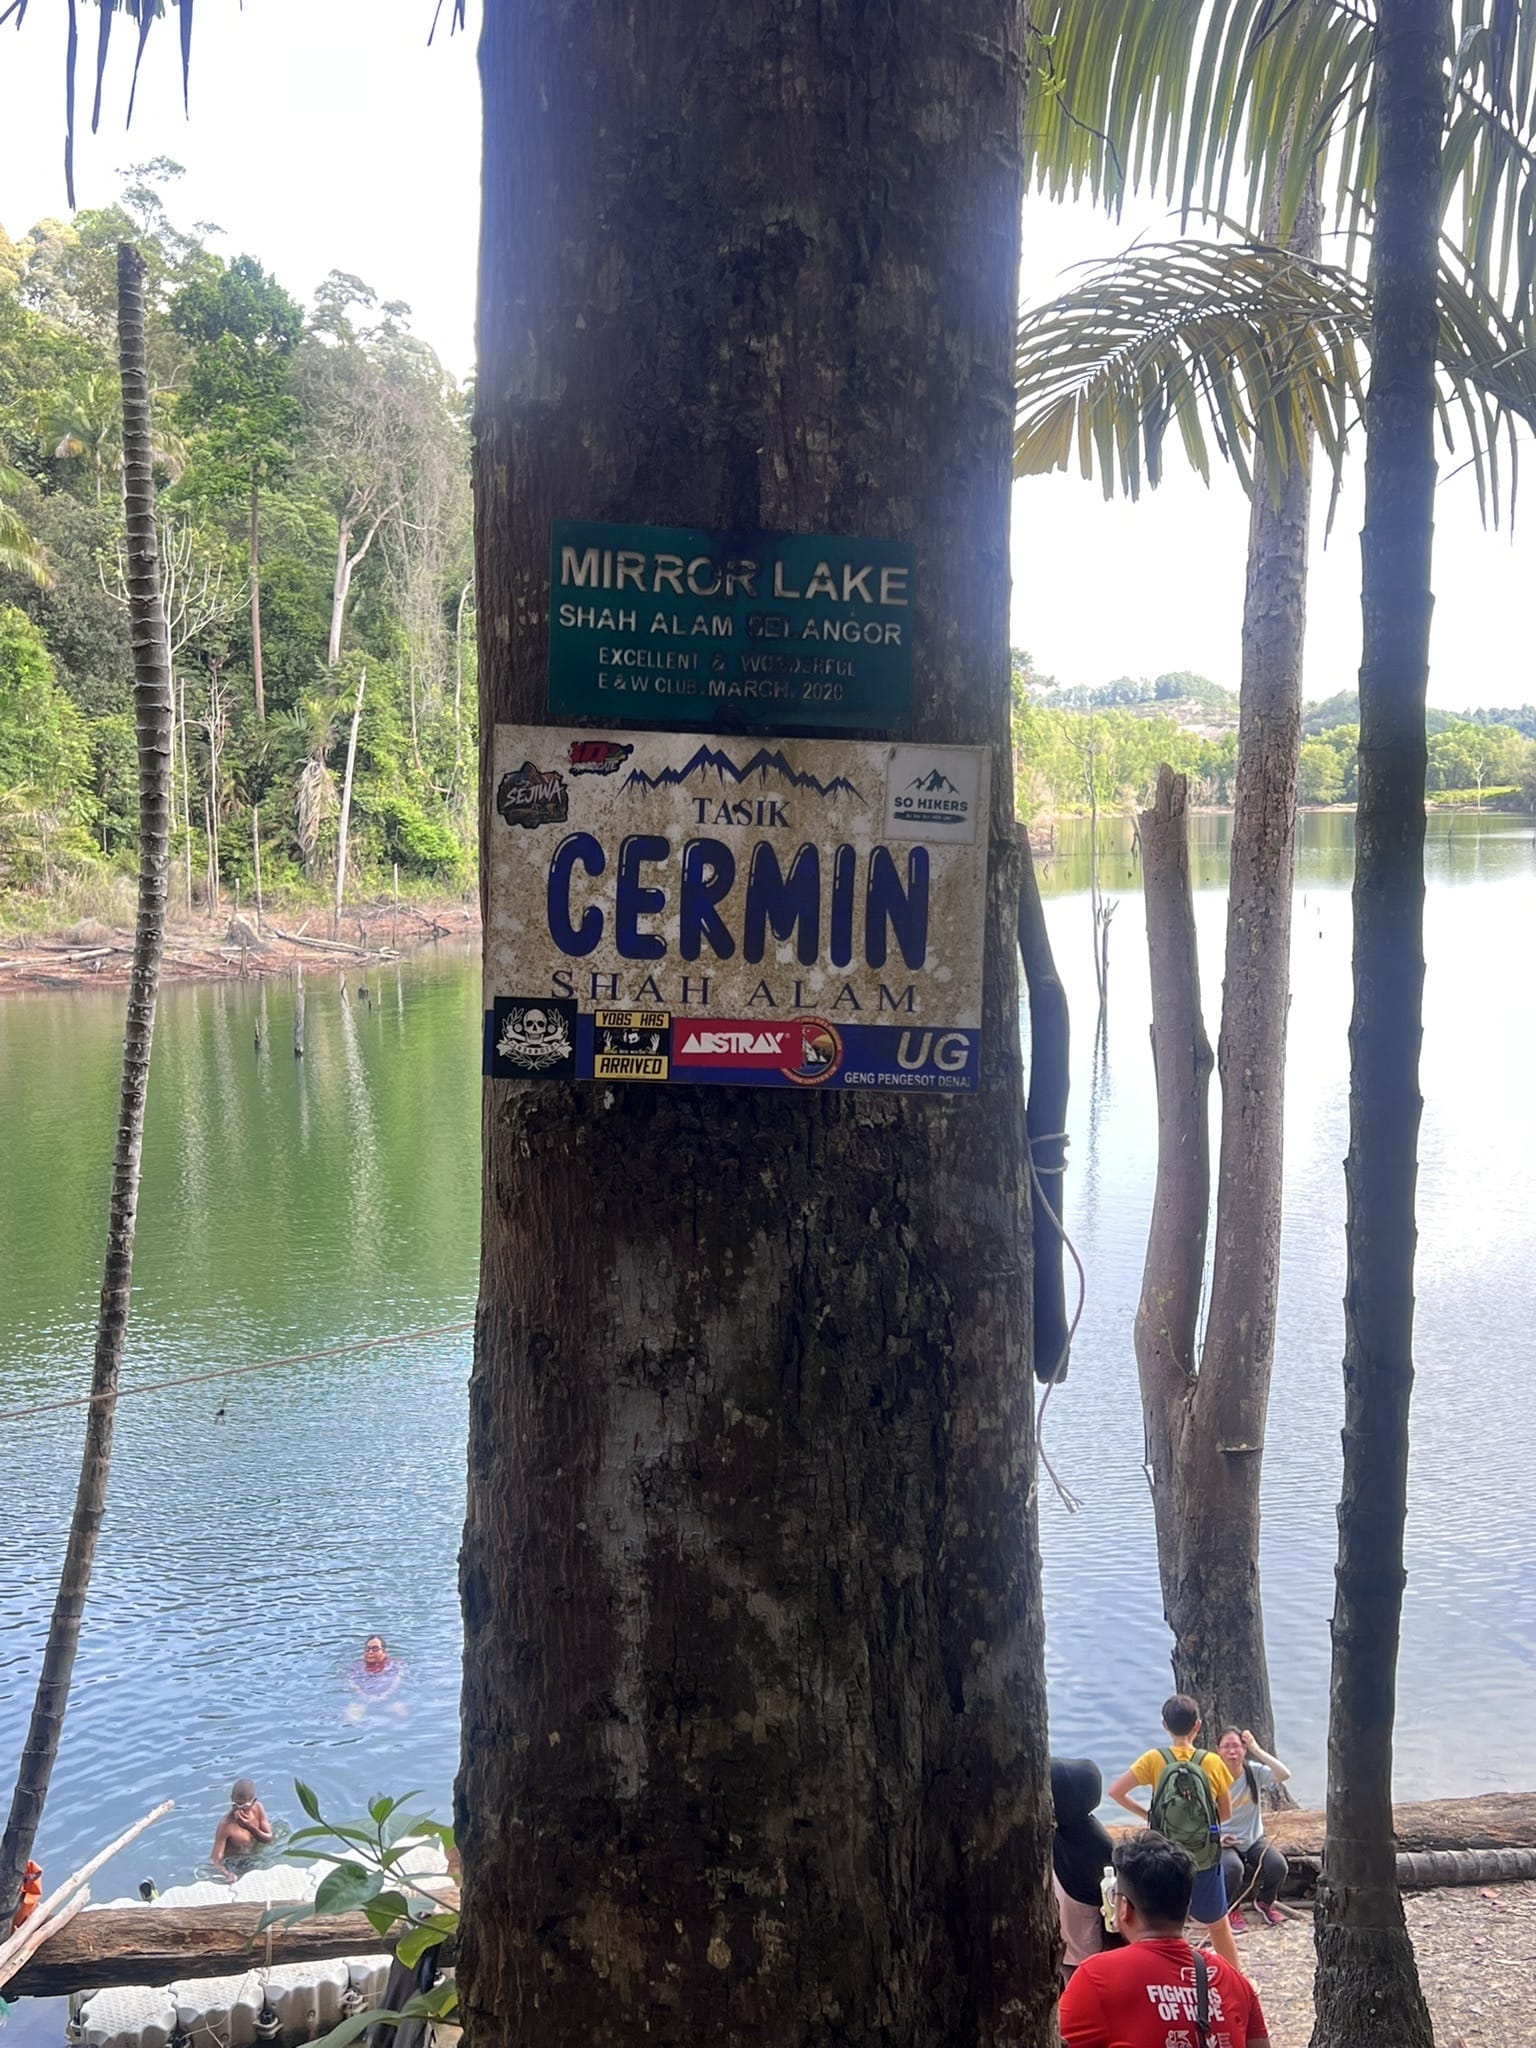 MIRROR LAKE
SHAH ALAM SELANGOR
EXCELLENT & WONDERFUL
E & W CLUB. MARCH. 2020
SEJIWA
SO HIKERS
TASIK
CERMIN
SHAH ALAM
YOBS HAS
ARRIVED
ABSTRAX®
UG
GENG PENGESOT DENAI
FIGHTERS
OF HOPE